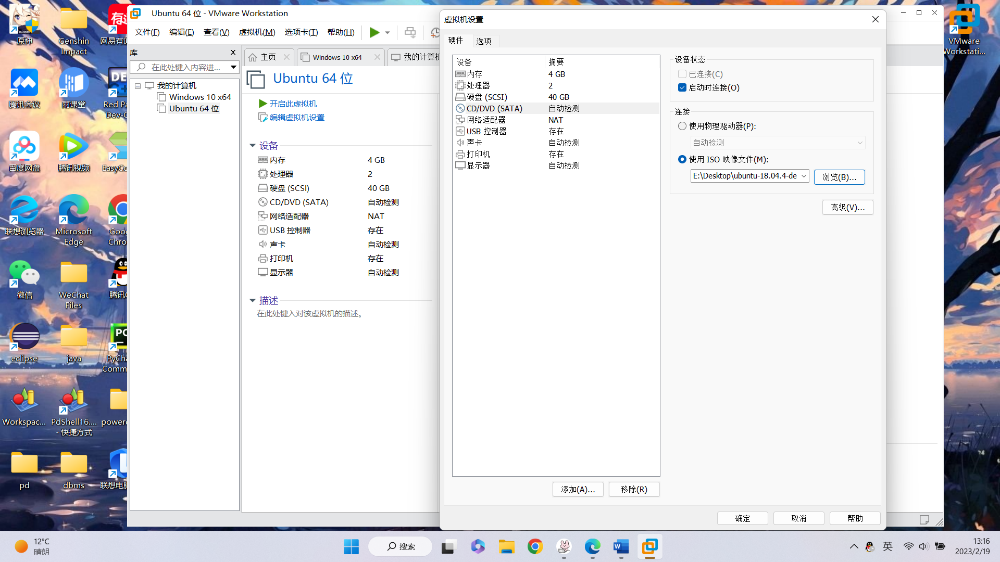 原神
Genshin
Impact
网易有道
腾讯会议
雨课堂
Red Pa
Dev-C
百度网盘
腾讯视频
EasyCo
联想浏览器
Microsoft
Edge
Goog
Chro
微信
WeChat
Files
腾讯Q
eclipse
java
PyCha
Comm
Workspac...
PdShell16....
- 快捷方式
powerd
pd
dbms
联想电脑
VMware
Workstati...
Ubuntu 64 位 - VMware Workstation
文件(F) 编辑(E) 查看(V) 虚拟机(M) 选项卡(T) 帮助(H)
库
在此处键入内容进...
我的计算机
Windows 10 x64
Ubuntu 64 位
主页
Windows 10 x64
我的计算机
Ubuntu 64 位
开启此虚拟机
编辑虚拟机设置
设备
内存 4 GB
处理器 2
硬盘 (SCSI) 40 GB
CD/DVD (SATA) 自动检测
网络适配器 NAT
USB 控制器 存在
声卡 自动检测
打印机 存在
显示器 自动检测
描述
在此处键入对该虚拟机的描述。
虚拟机设置
硬件 选项
设备 摘要
内存 4 GB
处理器 2
硬盘 (SCSI) 40 GB
CD/DVD (SATA) 自动检测
网络适配器 NAT
USB 控制器 存在
声卡 自动检测
打印机 存在
显示器 自动检测
添加(A)... 移除(R)
设备状态
已连接(C)
启动时连接(O)
连接
使用物理驱动器(P):
自动检测
使用 ISO 映像文件(M):
E:\Desktop\ubuntu-18.04.4-de
浏览(B)...
高级(V)...
确定 取消 帮助
12°C
晴朗
搜索
英
13:16
2023/2/19